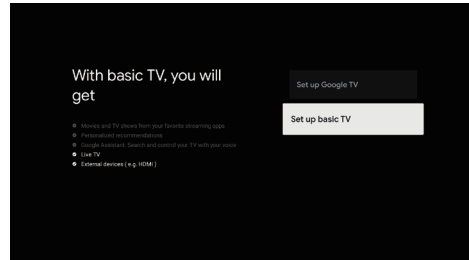 With basic TV, you will
get
Movies and TV shows from your favorite streaming apps
Personalized recommendations
Google Assistant: Search and control your TV with your voice
Live TV
External devices ( e.g. HDMI )
Set up Google TV
Set up basic TV